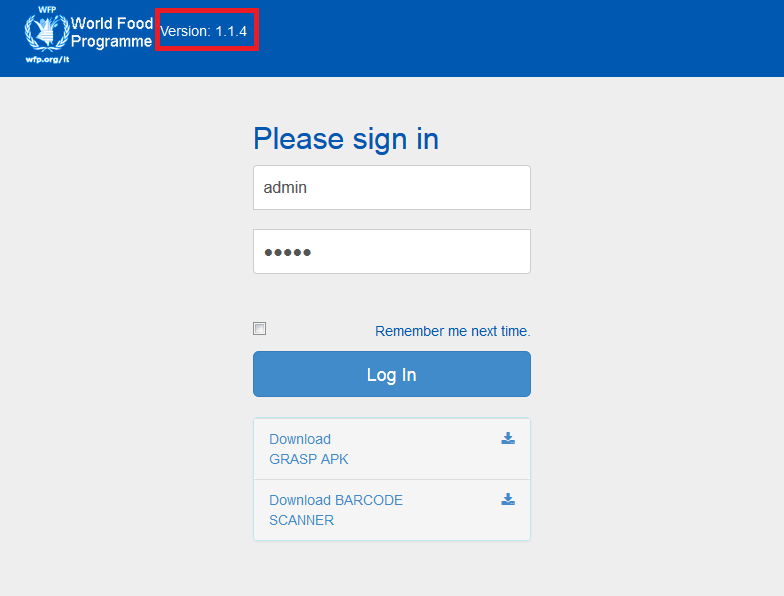 WFP
World Food
Programme
wfp.org/it
Version: 1.1.4
Please sign in
admin
●●●●●
Remember me next time.
Log In
Download
GRASP APK
Download BARCODE
SCANNER